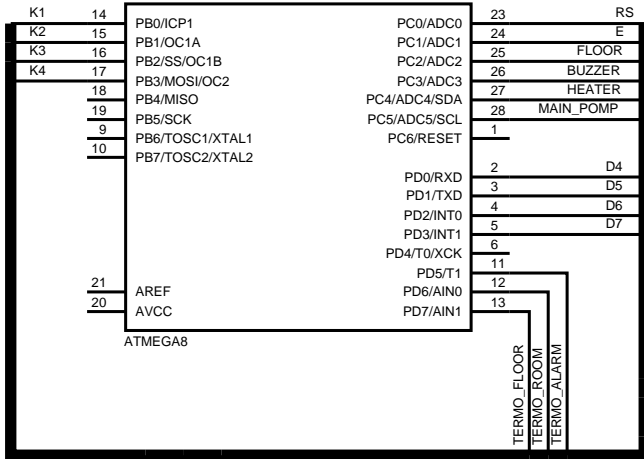 K1 14 PB0/ICP1 PC0/ADC0 23 RS
K2 15 PB1/OC1A PC1/ADC1 24 E
K3 16 PB2/SS/OC1B PC2/ADC2 25 FLOOR
K4 17 PB3/MOSI/OC2 PC3/ADC3 26 BUZZER
18 PB4/MISO PC4/ADC4/SDA 27 HEATER
19 PB5/SCK PC5/ADC5/SCL 28 MAIN_POMP
9 PB6/TOSC1/XTAL1 PC6/RESET 1
10 PB7/TOSC2/XTAL2
PD0/RXD 2 D4
PD1/TXD 3 D5
PD2/INT0 4 D6
PD3/INT1 5 D7
PD4/T0/XCK 6
PD5/T1 11
21 AREF PD6/AIN0 12
20 AVCC PD7/AIN1 13
ATMEGA8
TERMO_FLOOR
TERMO_ROOM
TERMO_ALARM